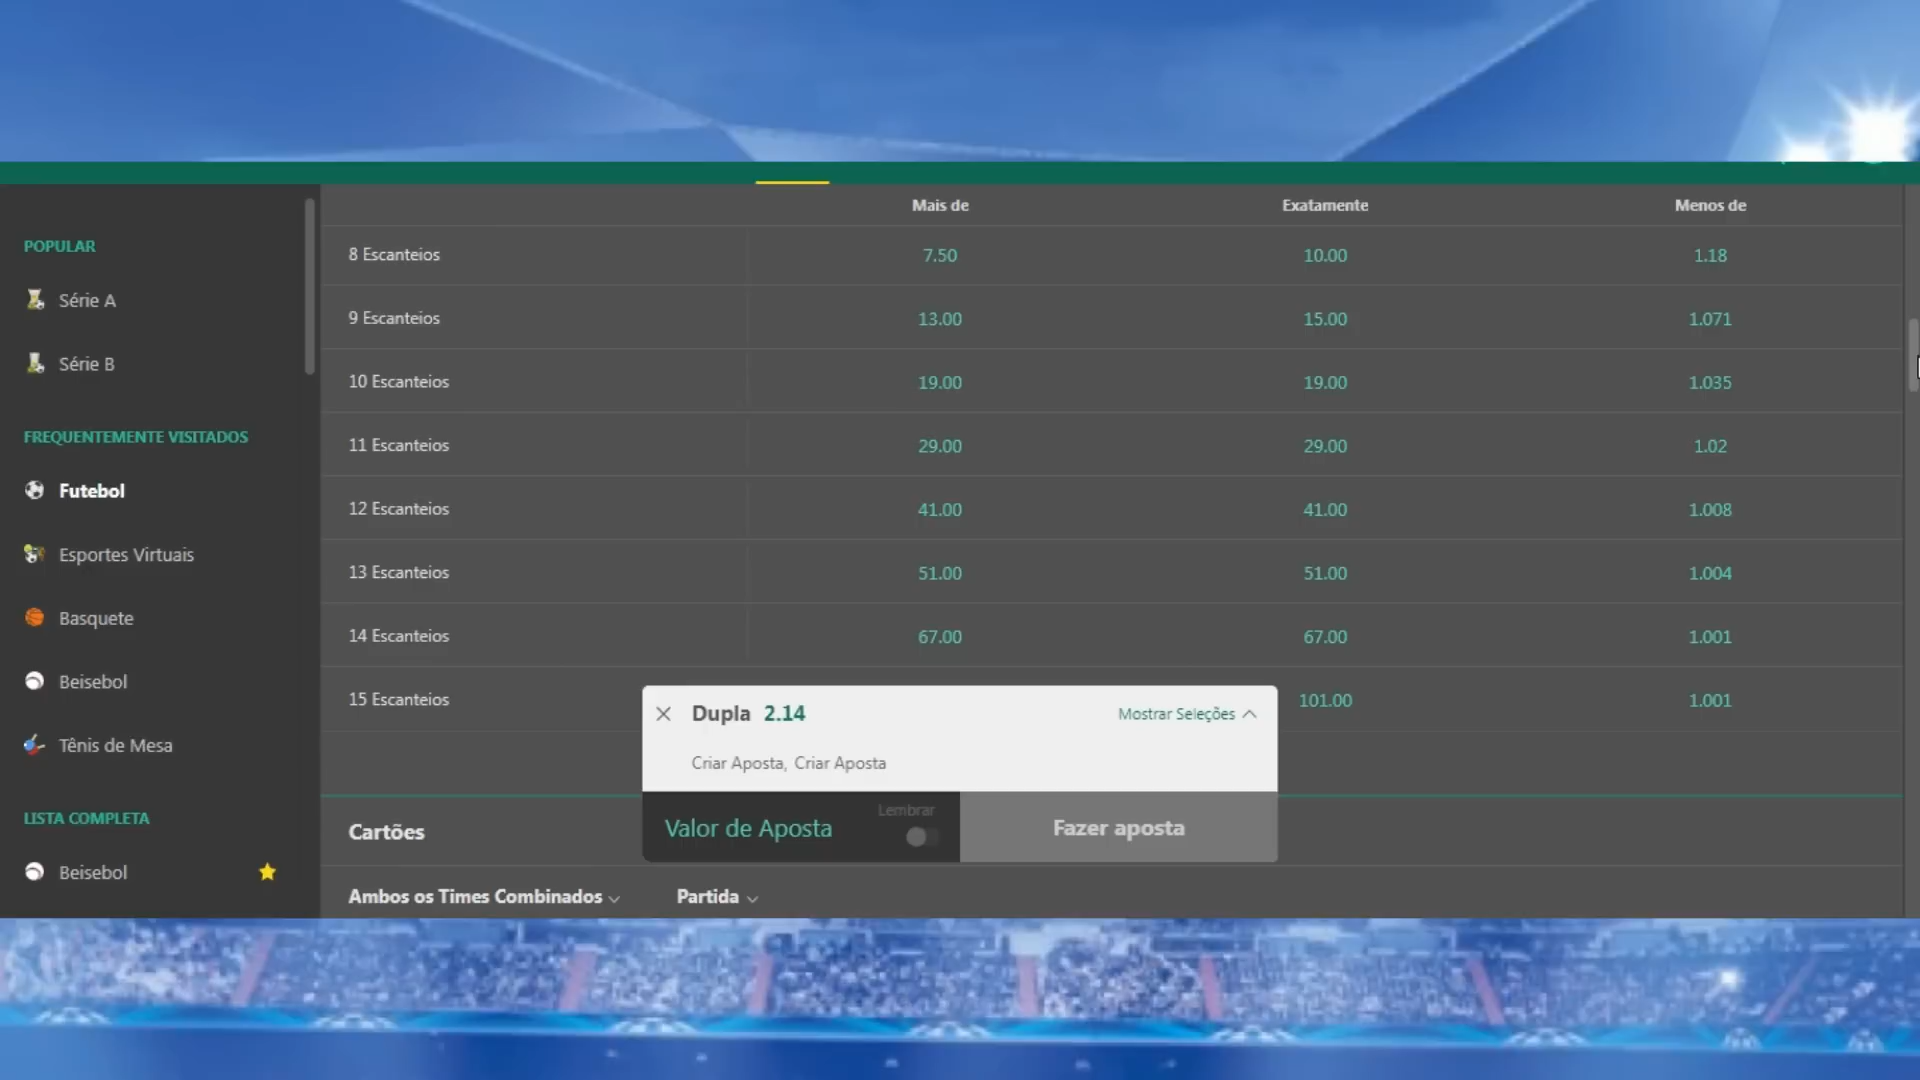 Mais de Exatamente Menos de
POPULAR
Série A
Série B
FREQUENTEMENTE VISITADOS
Futebol
Esportes Virtuais
Basquete
Beisebol
Tênis de Mesa
LISTA COMPLETA
Beisebol
8 Escanteios 7.50 10.00 1.18
9 Escanteios 13.00 15.00 1.071
10 Escanteios 19.00 19.00 1.035
11 Escanteios 29.00 29.00 1.02
12 Escanteios 41.00 41.00 1.008
13 Escanteios 51.00 51.00 1.004
14 Escanteios 67.00 67.00 1.001
15 Escanteios 101.00 1.001
Dupla 2.14 Mostrar Seleções
Criar Aposta, Criar Aposta
Valor de Aposta Lembrar Fazer aposta
Cartões
Ambos os Times Combinados Partida